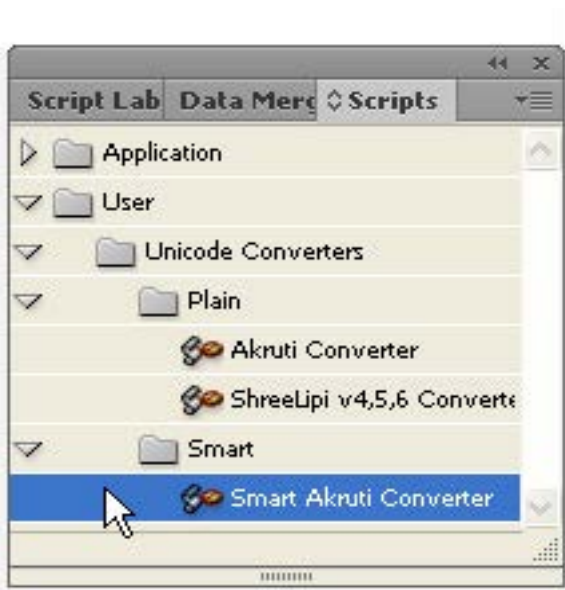 Script Lab Data Merg Scripts
Application
User
Unicode Converters
Plain
Akruti Converter
ShreeLipi v4,5,6 Converte
Smart
Smart Akruti Converter